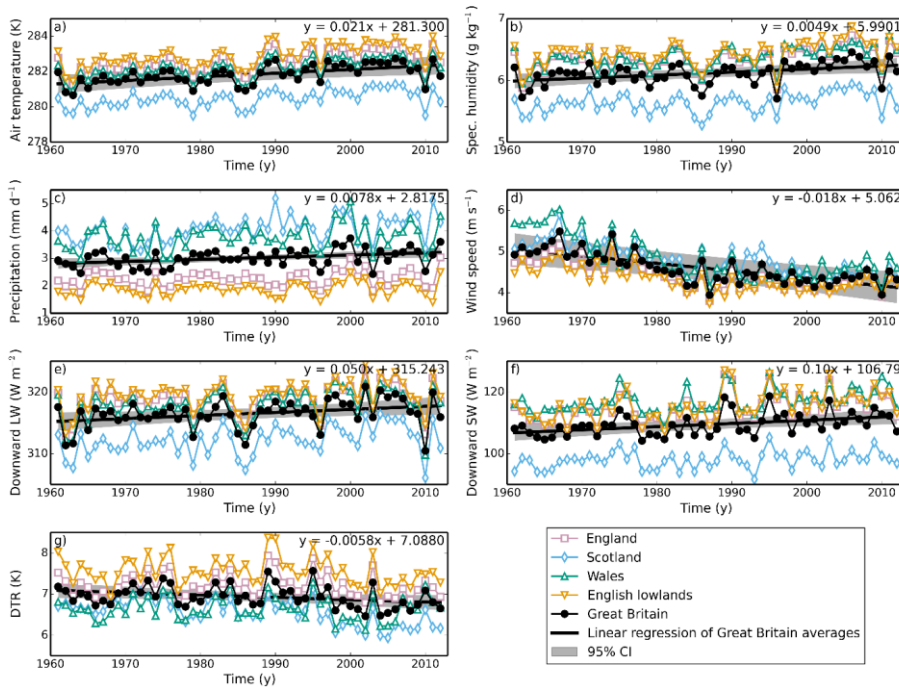 a) y = 0.021x + 281.300
Air temperature (K)
284
282
280
278
1960 1970 1980 1990 2000 2010
Time (y)
b) y = 0.0049x + 5.9901
Spec. humidity (g kg⁻¹)
7
6
5
1960 1970 1980 1990 2000 2010
Time (y)
c) y = 0.0078x + 2.8175
Precipitation (mm d⁻¹)
5
4
3
2
1
1960 1970 1980 1990 2000 2010
Time (y)
d) y = -0.018x + 5.062
Wind speed (m s⁻¹)
6
5
4
1960 1970 1980 1990 2000 2010
Time (y)
e) y = 0.050x + 315.243
Downward LW (W m⁻²)
320
310
1960 1970 1980 1990 2000 2010
Time (y)
f) y = 0.10x + 106.79
Downward SW (W m⁻²)
120
100
1960 1970 1980 1990 2000 2010
Time (y)
g) y = -0.0058x + 7.0880
DTR (K)
8
7
6
1960 1970 1980 1990 2000 2010
Time (y)
England
Scotland
Wales
English lowlands
Great Britain
Linear regression of Great Britain averages
95% CI